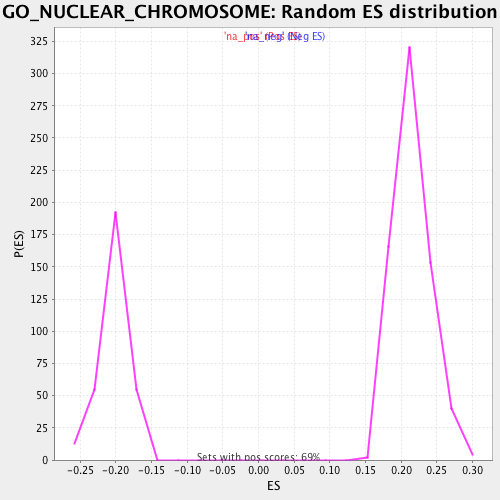 GO_NUCLEAR_CHROMOSOME: Random ES distribution
325
300
275
250
225
200
175
150
125
100
75
50
25
0
P(ES)
Sets with pos scores: 69%
-0.25 -0.20 -0.15 -0.10 -0.05 0.00 0.05 0.10 0.15 0.20 0.25 0.30
ES